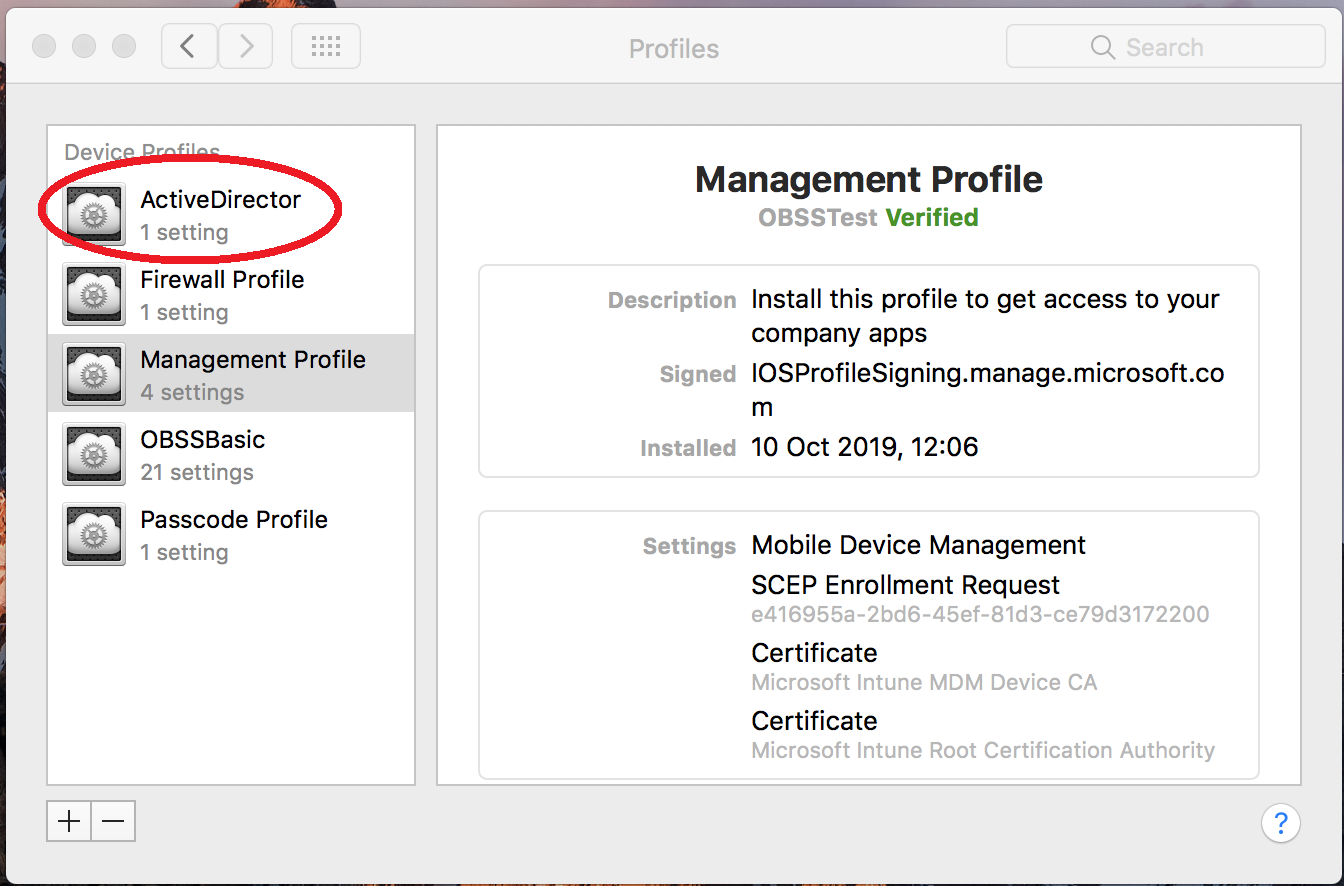 Profiles
Search
Device Profiles
ActiveDirector
1 setting
Firewall Profile
1 setting
Management Profile
4 settings
OBSSBasic
21 settings
Passcode Profile
1 setting
Management Profile
OBSSTest Verified
Description Install this profile to get access to your
company apps
Signed IOSProfileSigning.manage.microsoft.co
m
Installed 10 Oct 2019, 12:06
Settings Mobile Device Management
SCEP Enrollment Request
e416955a-2bd6-45ef-81d3-ce79d3172200
Certificate
Microsoft Intune MDM Device CA
Certificate
Microsoft Intune Root Certification Authority
+ −
?